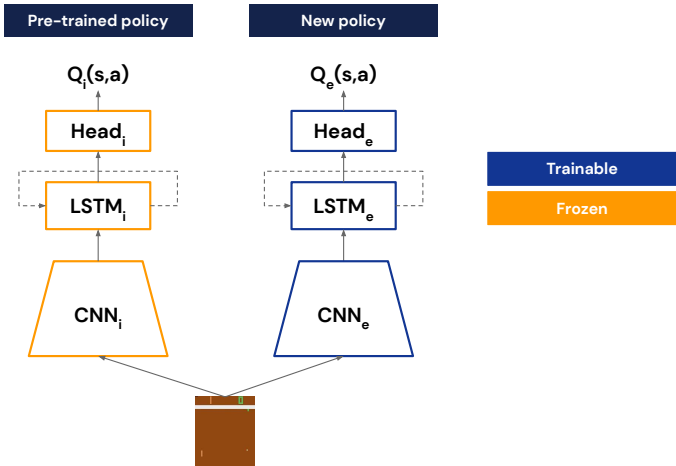 Pre-trained policy
New policy
Qᵢ(s,a)
Qₑ(s,a)
Headᵢ
Headₑ
Trainable
LSTMᵢ
LSTMₑ
Frozen
CNNᵢ
CNNₑ